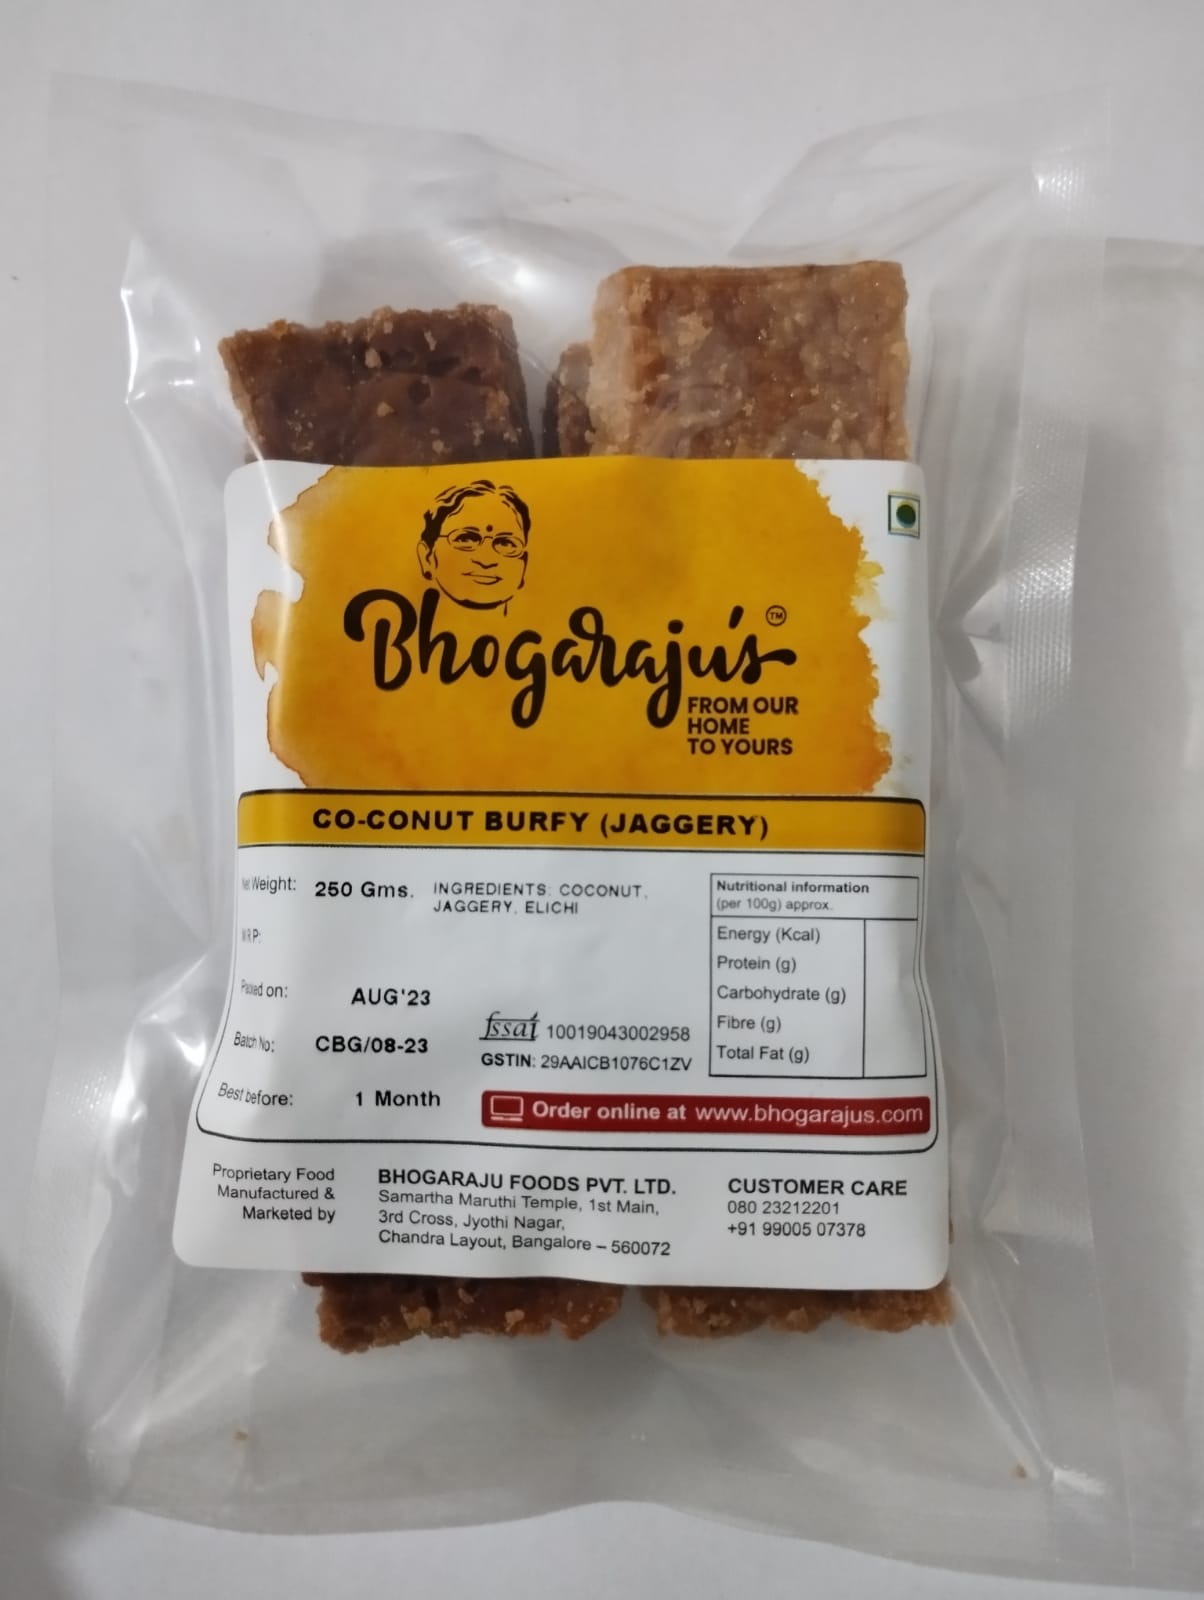 Bhogaraju's TM
FROM OUR
HOME
TO YOURS
CO-CONUT BURFY (JAGGERY)
Net Weight: 250 Gms.
INGREDIENTS: COCONUT,
JAGGERY, ELICHI
MRP:
Packed on: AUG'23
Batch No: CBG/08-23
Best before: 1 Month
fssai 10019043002958
GSTIN: 29AAICB1076C1ZV
Nutritional information
(per 100g) approx.
Energy (Kcal)
Protein (g)
Carbohydrate (g)
Fibre (g)
Total Fat (g)
Order online at www.bhogarajus.com
Proprietary Food
Manufactured &
Marketed by
BHOGARAJU FOODS PVT. LTD.
Samartha Maruthi Temple, 1st Main,
3rd Cross, Jyothi Nagar,
Chandra Layout, Bangalore – 560072
CUSTOMER CARE
080 23212201
+91 99005 07378